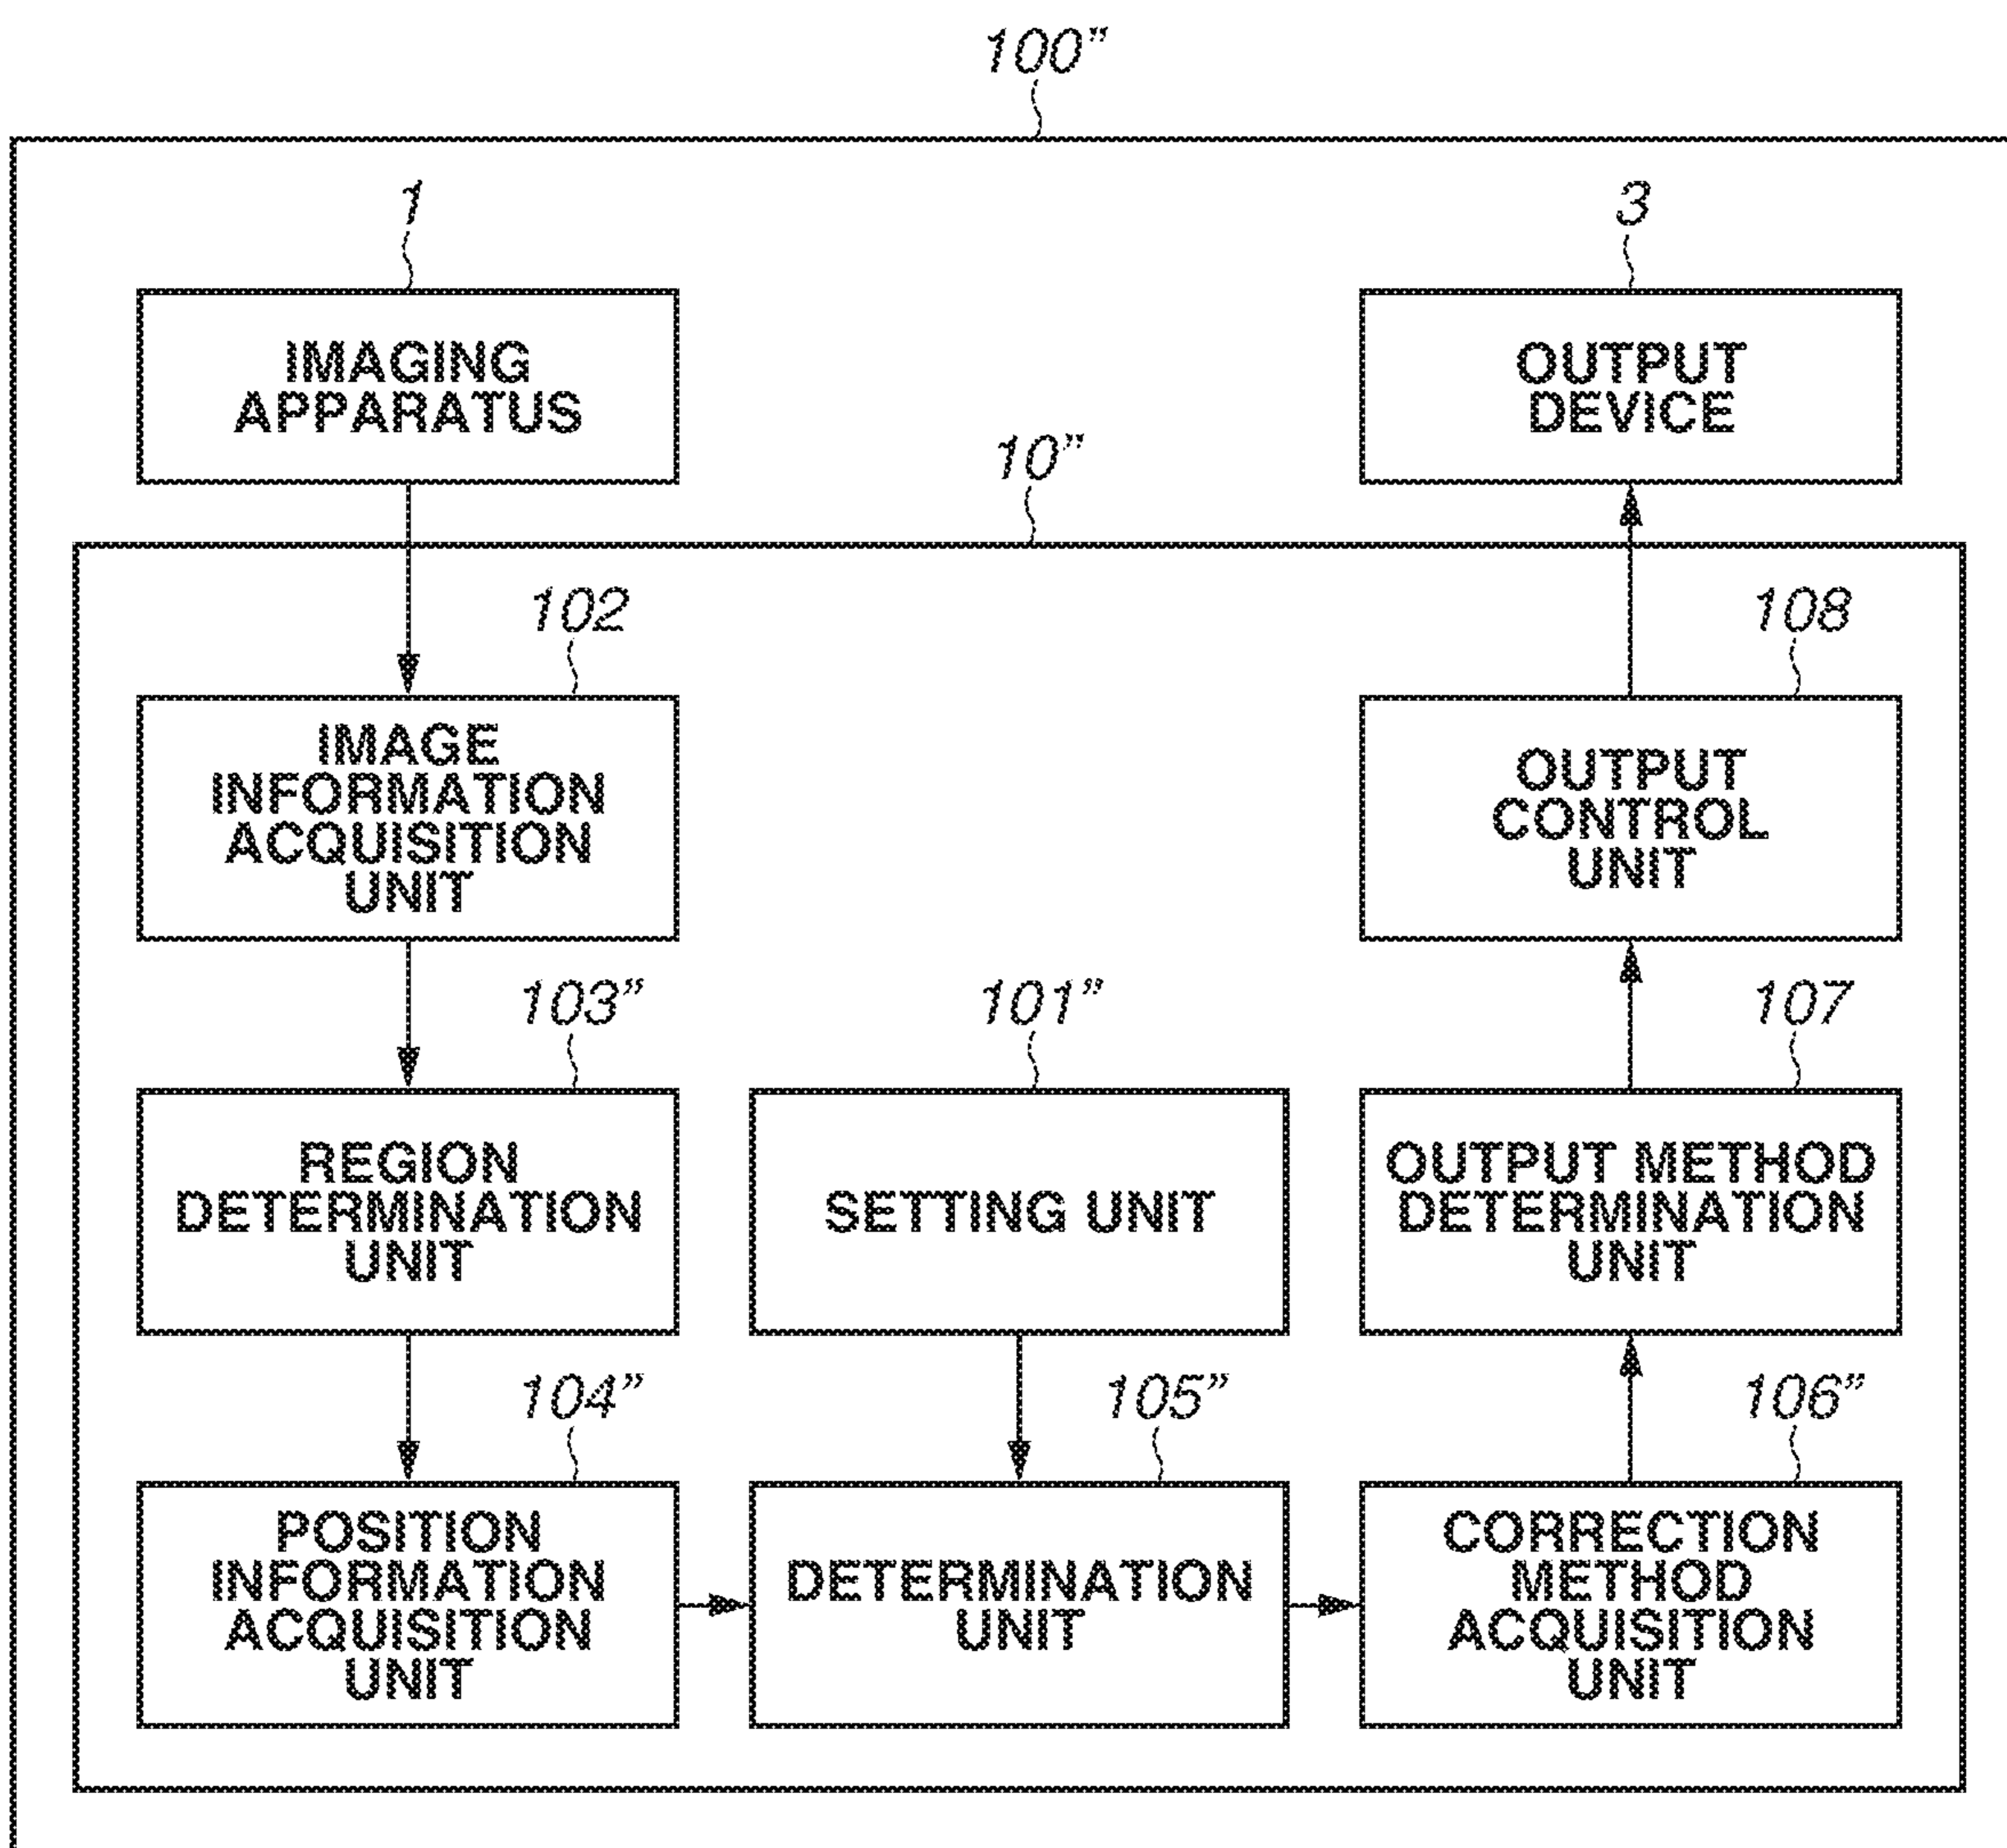 100”
1
3
IMAGING
APPARATUS
OUTPUT
DEVICE
10”
102
108
IMAGE
INFORMATION
ACQUISITION
UNIT
OUTPUT
CONTROL
UNIT
103”
101”
107
REGION
DETERMINATION
UNIT
SETTING UNIT
OUTPUT METHOD
DETERMINATION
UNIT
104”
105”
106”
POSITION
INFORMATION
ACQUISITION
UNIT
DETERMINATION
UNIT
CORRECTION
METHOD
ACQUISITION
UNIT